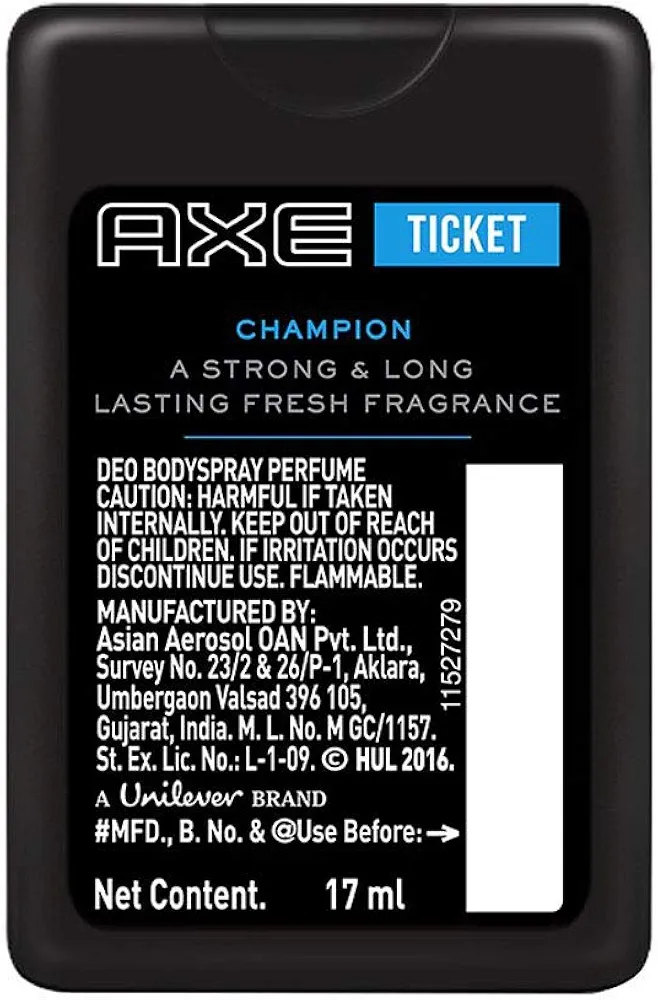 AXE TICKET
CHAMPION
A STRONG & LONG
LASTING FRESH FRAGRANCE
DEO BODYSPRAY PERFUME
CAUTION: HARMFUL IF TAKEN
INTERNALLY. KEEP OUT OF REACH
OF CHILDREN. IF IRRITATION OCCURS
DISCONTINUE USE. FLAMMABLE.
MANUFACTURED BY:
Asian Aerosol OAN Pvt. Ltd.,
Survey No. 23/2 & 26/P-1, Aklara,
Umbergaon Valsad 396 105,
Gujarat, India. M. L. No. M GC/1157.
St. Ex. Lic. No.: L-1-09. © HUL 2016.
A Unilever BRAND
#MFD., B. No. & @Use Before:→
Net Content. 17 ml
11527279